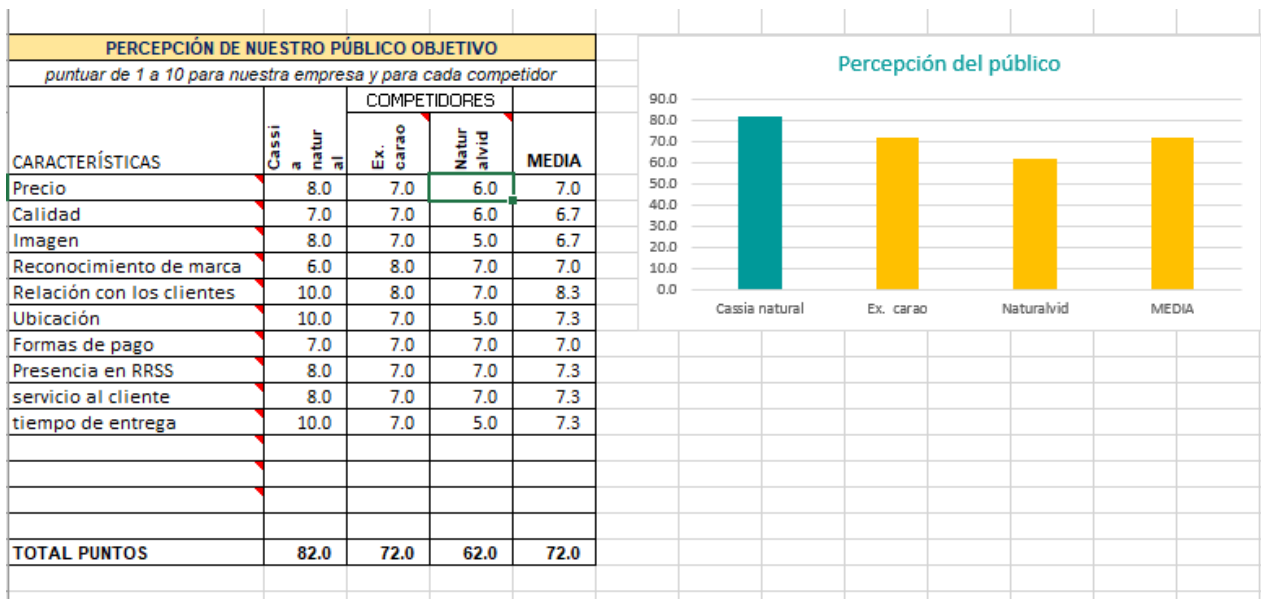 PERCEPCIÓN DE NUESTRO PÚBLICO OBJETIVO
puntuar de 1 a 10 para nuestra empresa y para cada competidor
COMPETIDORES
CARACTERÍSTICAS Cassia natural Ex. carao Naturalvid MEDIA
Precio 8.0 7.0 6.0 7.0
Calidad 7.0 7.0 6.0 6.7
Imagen 8.0 7.0 5.0 6.7
Reconocimiento de marca 6.0 8.0 7.0 7.0
Relación con los clientes 10.0 8.0 7.0 8.3
Ubicación 10.0 7.0 5.0 7.3
Formas de pago 7.0 7.0 7.0 7.0
Presencia en RRSS 8.0 7.0 7.0 7.3
servicio al cliente 8.0 7.0 7.0 7.3
tiempo de entrega 10.0 7.0 5.0 7.3
TOTAL PUNTOS 82.0 72.0 62.0 72.0
Percepción del público
90.0
80.0
70.0
60.0
50.0
40.0
30.0
20.0
10.0
0.0
Cassia natural Ex. carao Naturalvid MEDIA